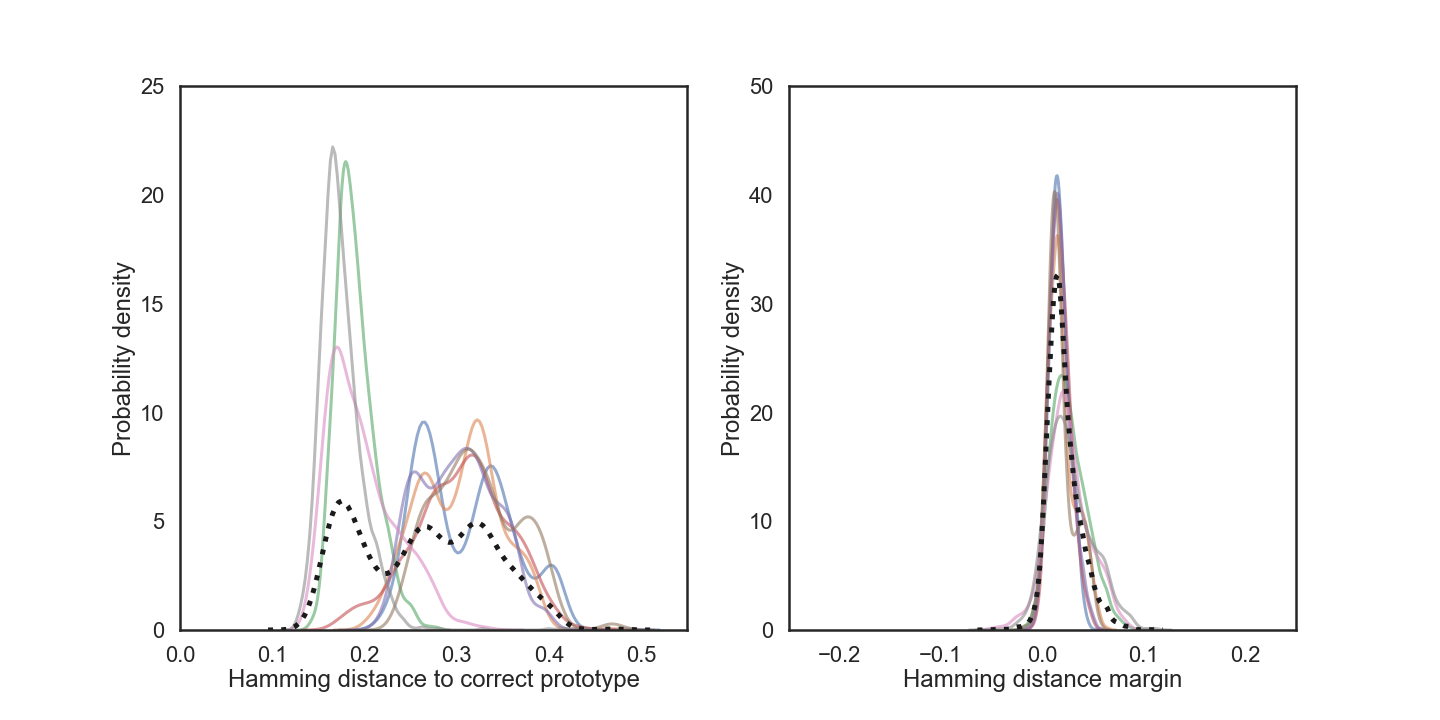 25
20
15
10
5
0
Probability density
0.0 0.1 0.2 0.3 0.4 0.5
Hamming distance to correct prototype
50
40
30
20
10
0
Probability density
−0.2 −0.1 0.0 0.1 0.2
Hamming distance margin